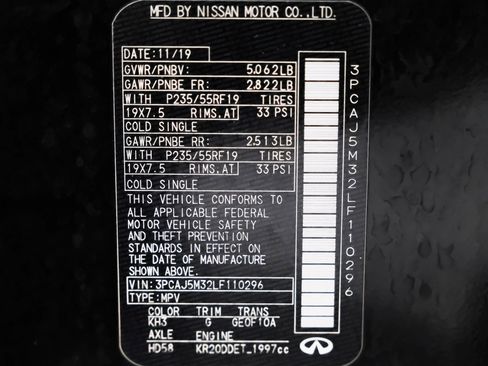 MFD BY NISSAN MOTOR CO.,LTD.
DATE:11/19
GVWR/PNBV: 5.062LB
GAWR/PNBE FR: 2.822LB
WITH P235/55RF19 TIRES
19X7.5 RIMS.AT 33 PSI
COLD SINGLE
GAWR/PNBE RR: 2.513LB
WITH P235/55RF19 TIRES
19X7.5 RIMS.AT 33 PSI
COLD SINGLE
THIS VEHICLE CONFORMS TO
ALL APPLICABLE FEDERAL
MOTOR VEHICLE SAFETY
AND THEFT PREVENTION
STANDARDS IN EFFECT ON
THE DATE OF MANUFACTURE
SHOWN ABOVE.
VIN: 3PCAJ5M32LF110296
TYPE: MPV
COLOR TRIM TRANS
KH3 G GE0F10A
AXLE ENGINE
HD58 KR20DDET_1997cc
3PCAJ5M32LF110296